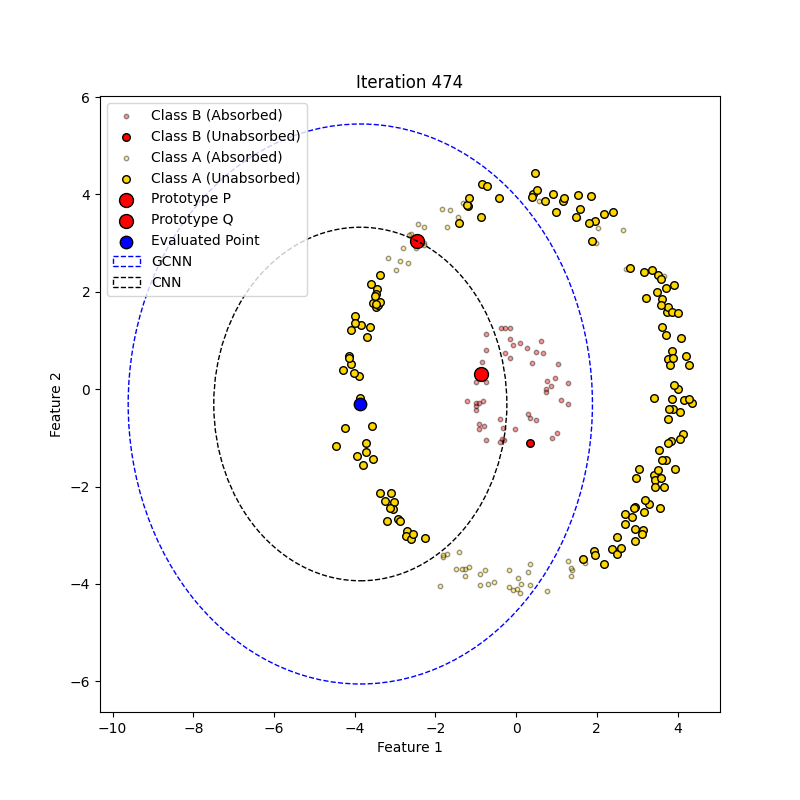 Iteration 474
Class B (Absorbed)
Class B (Unabsorbed)
Class A (Absorbed)
Class A (Unabsorbed)
Prototype P
Prototype Q
Evaluated Point
GCNN
CNN
6
4
2
0
−2
−4
−6
Feature 2
−10
−8
−6
−4
−2
0
2
4
Feature 1